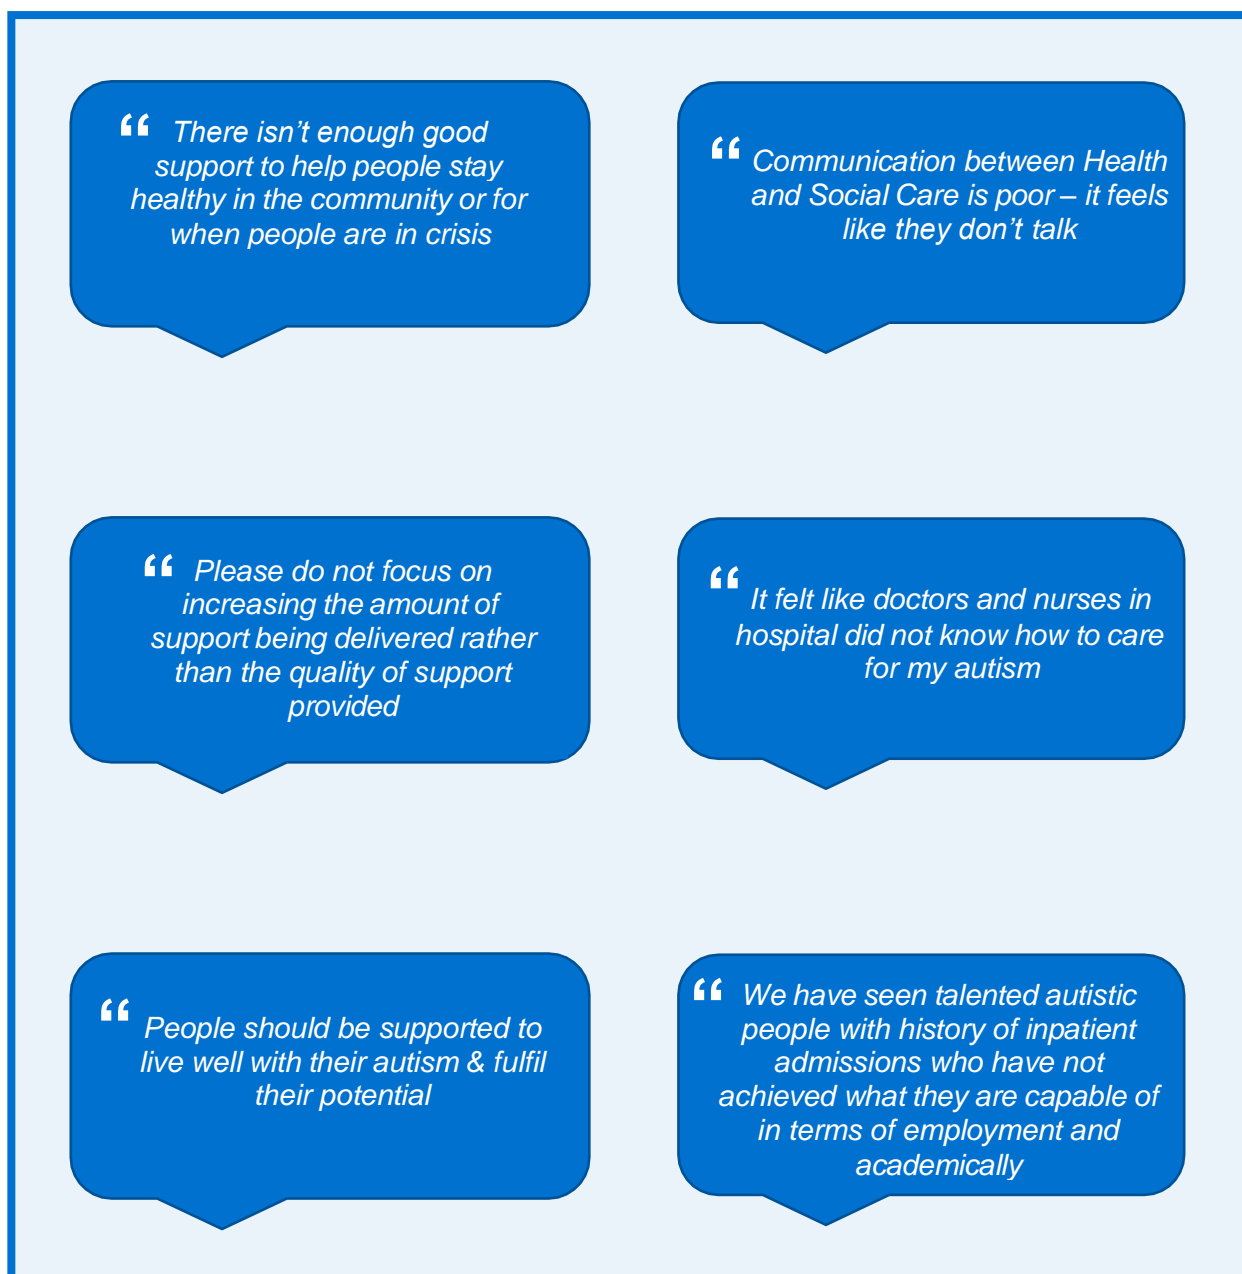 “ There isn’t enough good
support to help people stay
healthy in the community or for
when people are in crisis
“ Communication between Health
and Social Care is poor – it feels
like they don’t talk
“ Please do not focus on
increasing the amount of
support being delivered rather
than the quality of support
provided
“ It felt like doctors and nurses in
hospital did not know how to care
for my autism
“ People should be supported to
live well with their autism & fulfil
their potential
“ We have seen talented autistic
people with history of inpatient
admissions who have not
achieved what they are capable of
in terms of employment and
academically